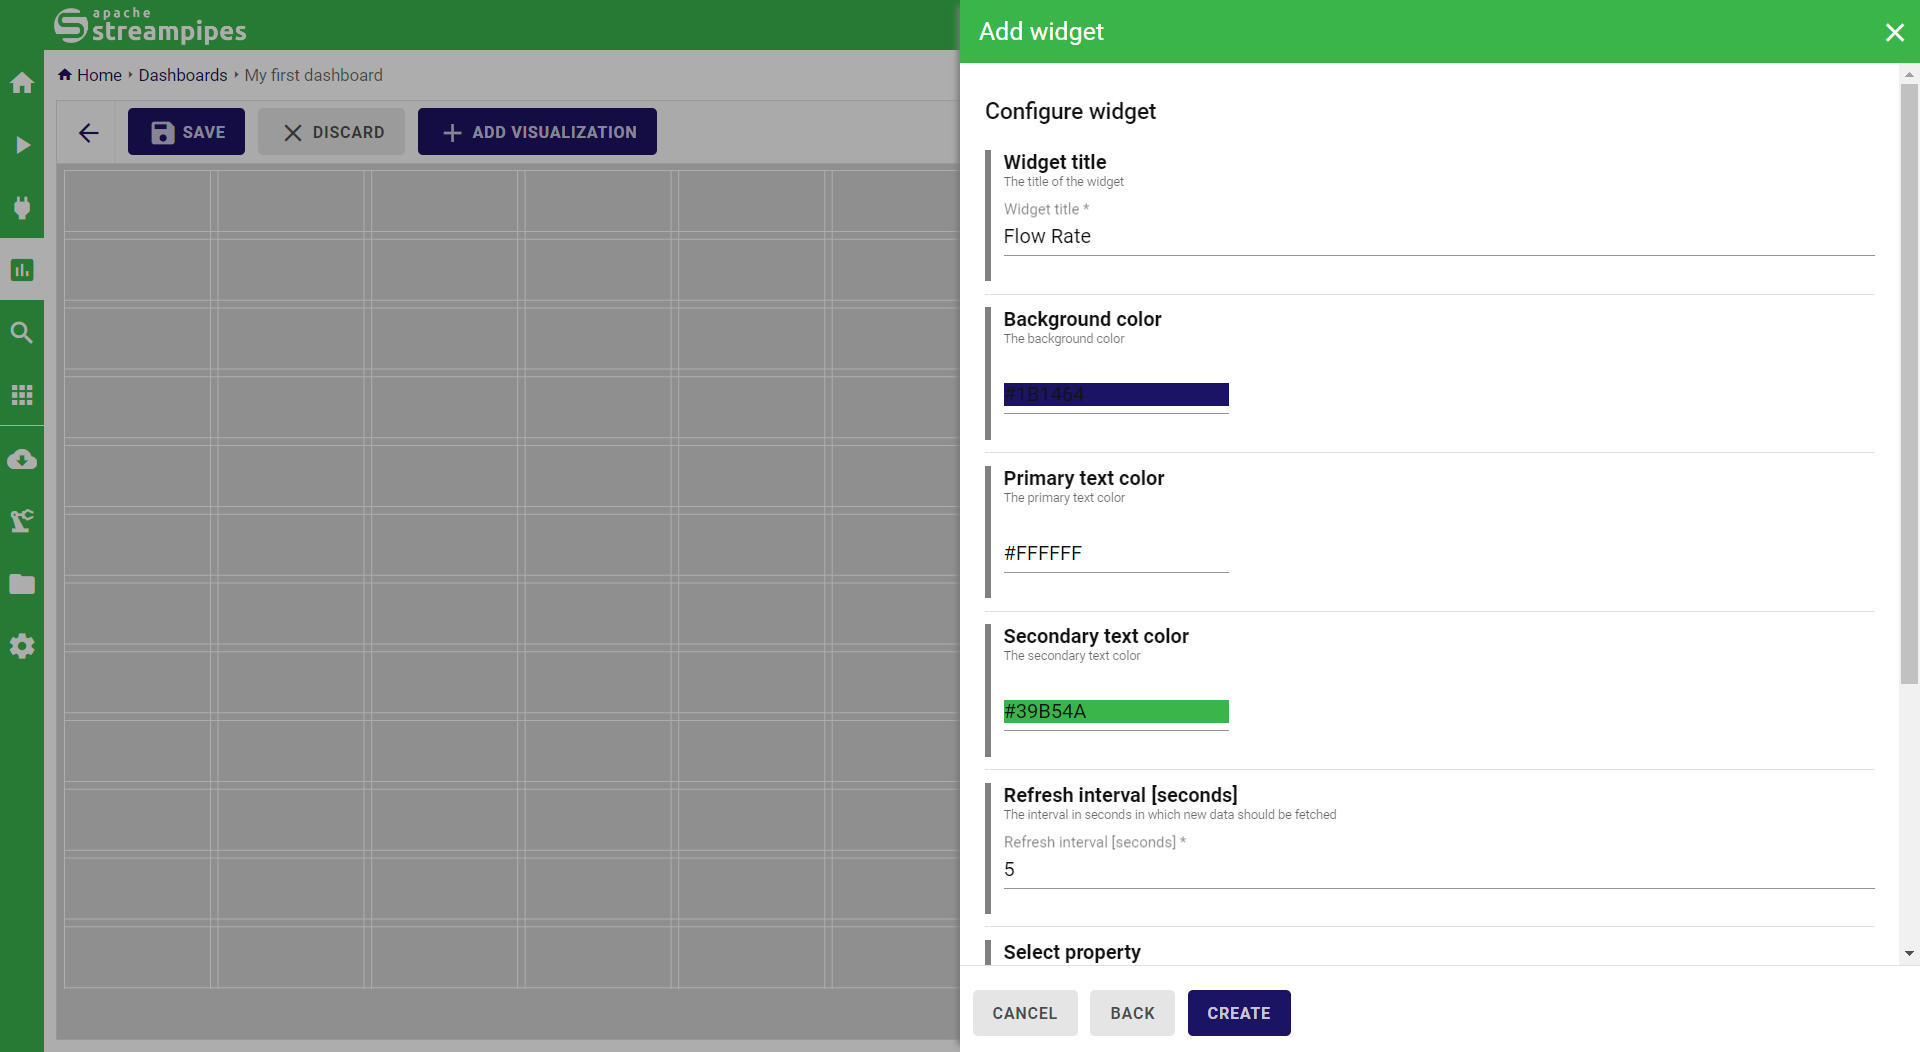 apache
streampipes
Home Dashboards My first dashboard
SAVE
DISCARD
ADD VISUALIZATION
Add widget
Configure widget
Widget title
The title of the widget
Widget title *
Flow Rate
Background color
The background color
#1B1464
Primary text color
The primary text color
#FFFFFF
Secondary text color
The secondary text color
#39B54A
Refresh interval [seconds]
The interval in seconds in which new data should be fetched
Refresh interval [seconds] *
5
Select property
CANCEL
BACK
CREATE